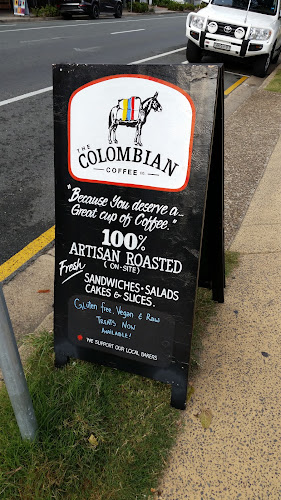 THE
COLOMBIAN
COFFEE CO.
"Because You deserve a...
Great cup of Coffee."
100%
ARTISAN ROASTED
(ON-SITE)
Fresh
SANDWICHES • SALADS
CAKES & SLICES.
Gluten free, Vegan & Raw
TREATS NOW
AVAILABLE!
WE SUPPORT OUR LOCAL BAKERS